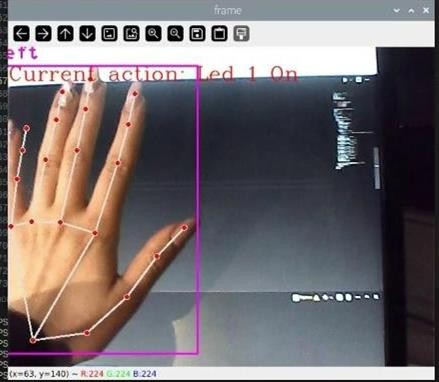 frame
eft
Current action: Led 1 On
(x=63, y=140) ~ R:224 G:224 B:224